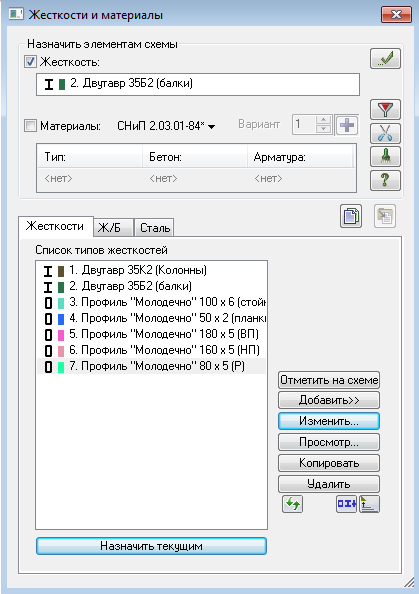 Жесткости и материалы
Назначить элементам схемы
Жесткость:
2. Двутавр 35Б2 (балки)
Материалы: СНиП 2.03.01-84* Вариант 1
Тип: Бетон: Арматура:
<нет> <нет> <нет>
Жесткости Ж/Б Сталь
Список типов жесткостей
1. Двутавр 35К2 (Колонны)
2. Двутавр 35Б2 (балки)
3. Профиль "Молодечно" 100 x 6 (стойк
4. Профиль "Молодечно" 50 x 2 (планк
5. Профиль "Молодечно" 180 x 5 (ВП)
6. Профиль "Молодечно" 160 x 5 (НП)
7. Профиль "Молодечно" 80 x 5 (Р)
Отметить на схеме
Добавить>>
Изменить...
Просмотр...
Копировать
Удалить
Назначить текущим